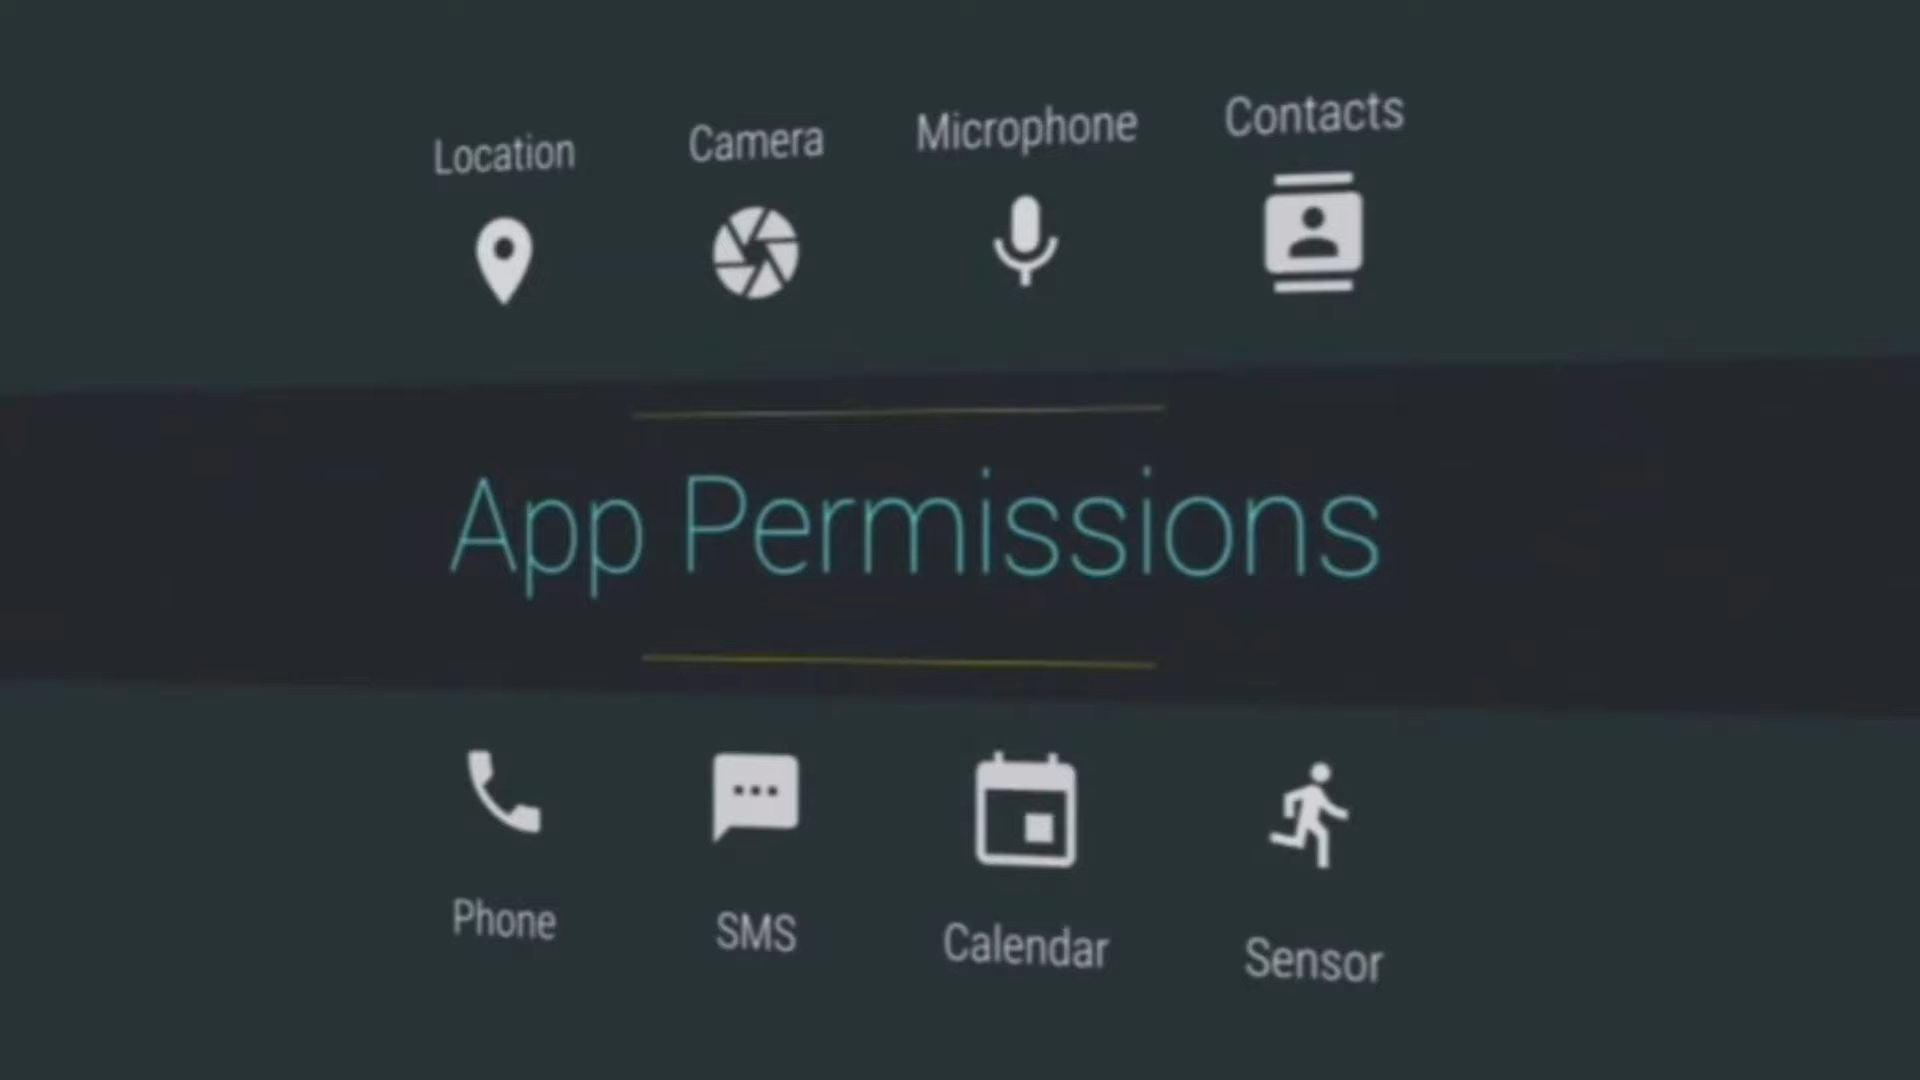 Location Camera Microphone Contacts
App Permissions
Phone SMS Calendar Sensor